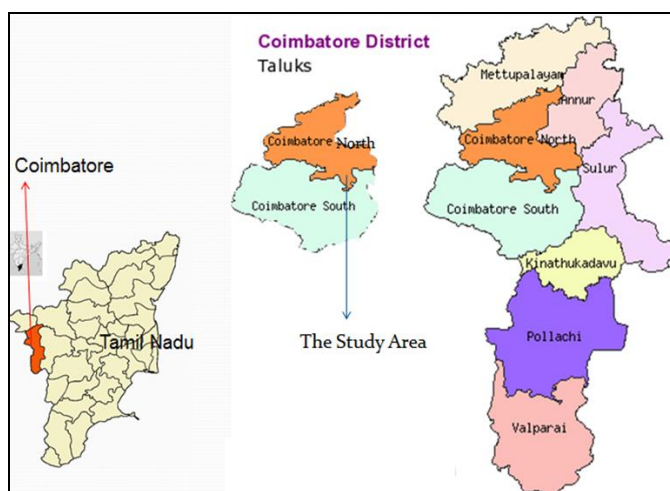 Coimbatore District
Taluks
Coimbatore
Tamil Nadu
Coimbatore North
Coimbatore South
The Study Area
Mettupalayam
Annur
Coimbatore North
Sulur
Coimbatore South
Kinathukadavu
Pollachi
Valparai